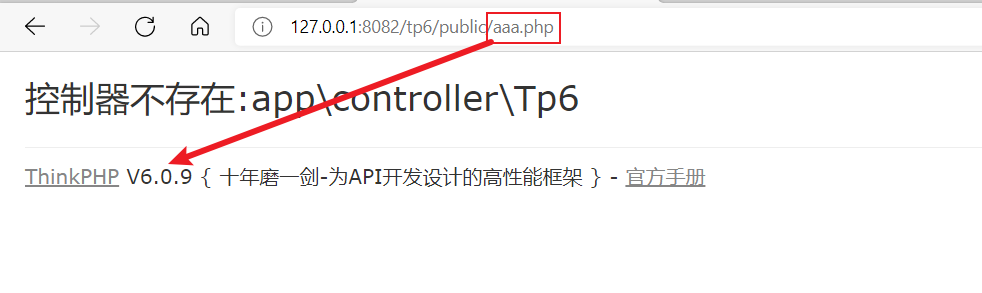 127.0.0.1:8082/tp6/public/aaa.php
控制器不存在:app\controller\Tp6
ThinkPHP V6.0.9 { 十年磨一剑-为API开发设计的高性能框架 } - 官方手册